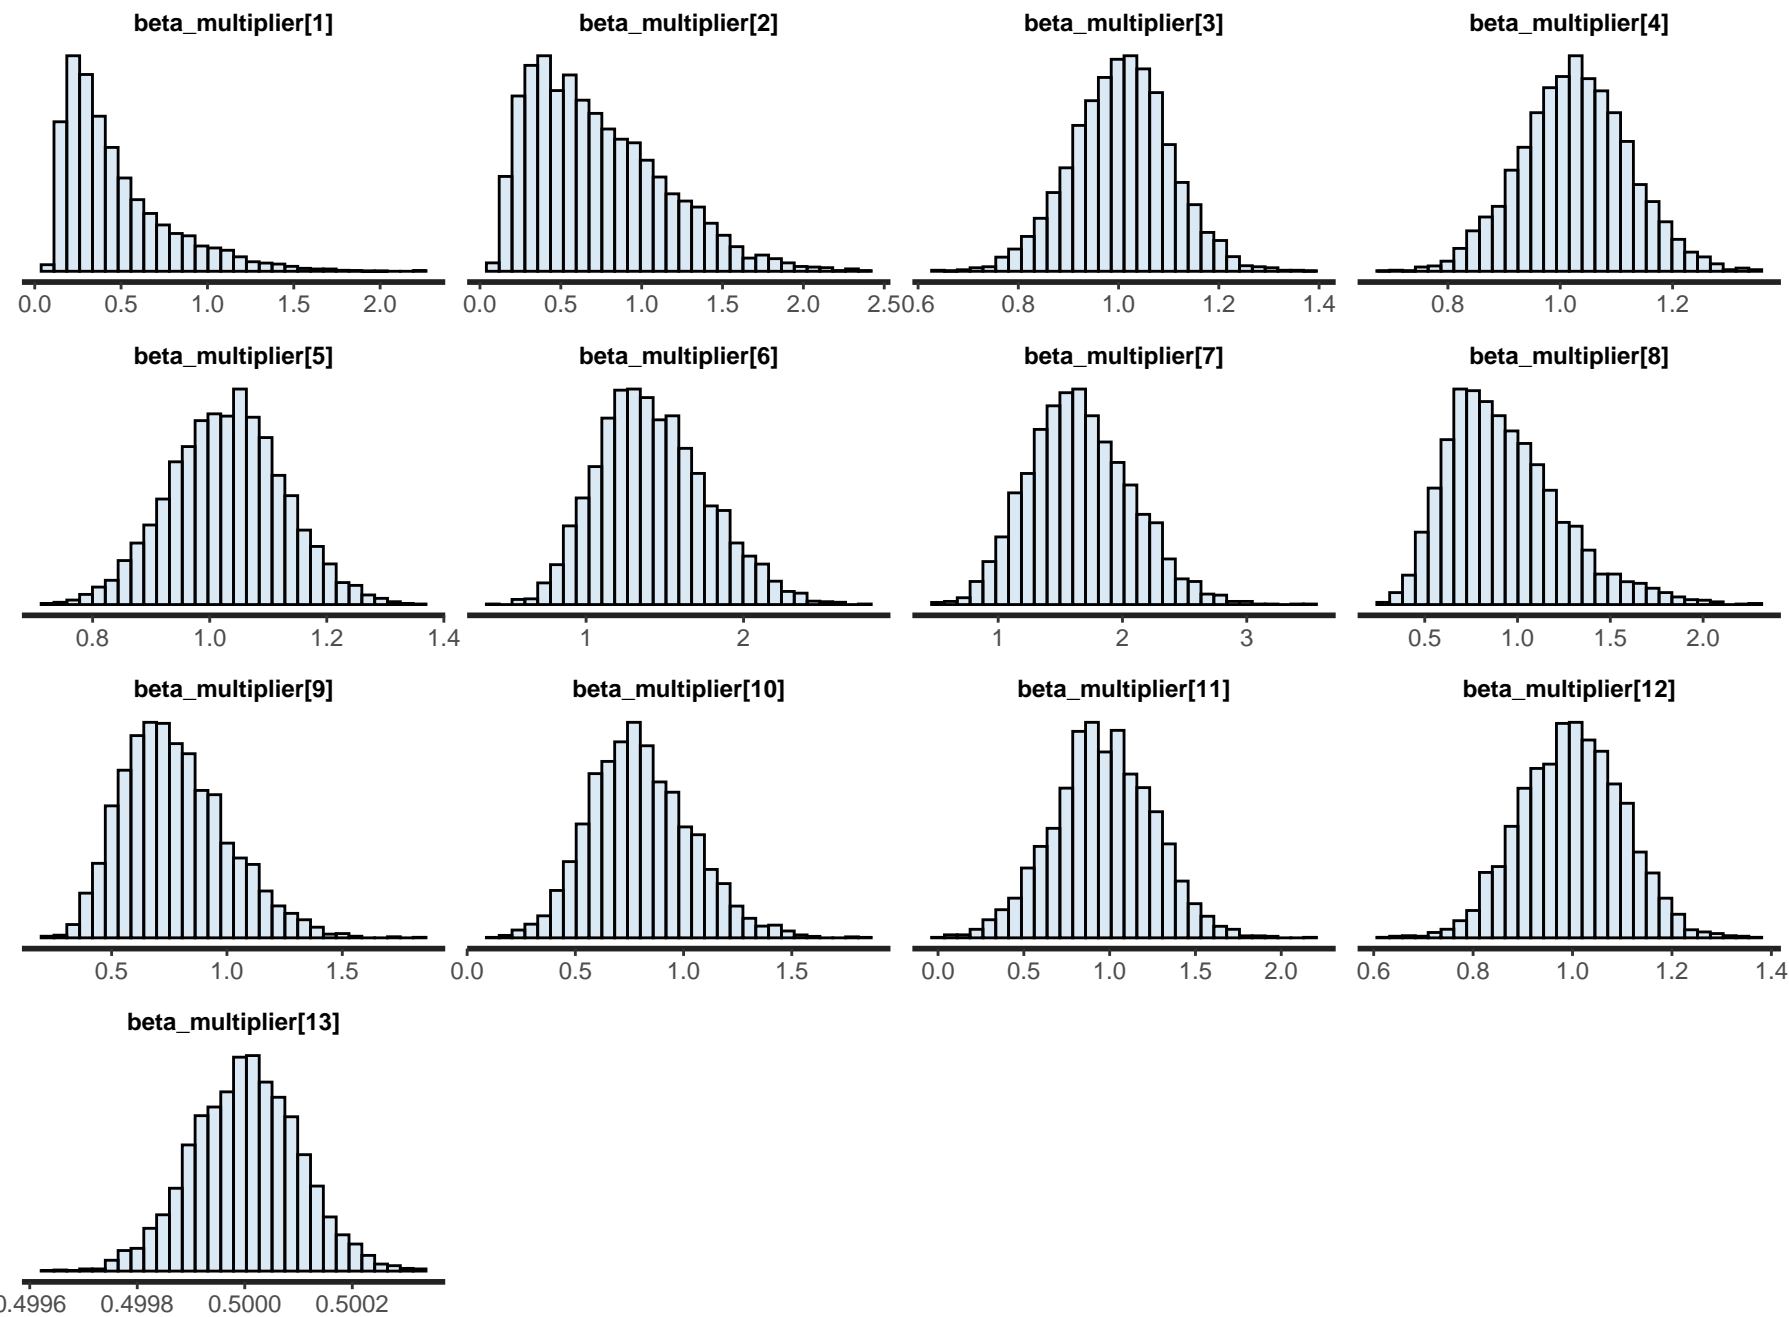 beta_multiplier[1] beta_multiplier[2] beta_multiplier[3] beta_multiplier[4]
0.0 0.5 1.0 1.5 2.0 0.0 0.5 1.0 1.5 2.0 2.5 0.6 0.8 1.0 1.2 1.4 0.8 1.0 1.2
beta_multiplier[5] beta_multiplier[6] beta_multiplier[7] beta_multiplier[8]
0.8 1.0 1.2 1.4 1 2 1 2 3 0.5 1.0 1.5 2.0
beta_multiplier[9] beta_multiplier[10] beta_multiplier[11] beta_multiplier[12]
0.5 1.0 1.5 0.0 0.5 1.0 1.5 0.0 0.5 1.0 1.5 2.0 0.6 0.8 1.0 1.2 1.4
beta_multiplier[13]
0.4996 0.4998 0.5000 0.5002